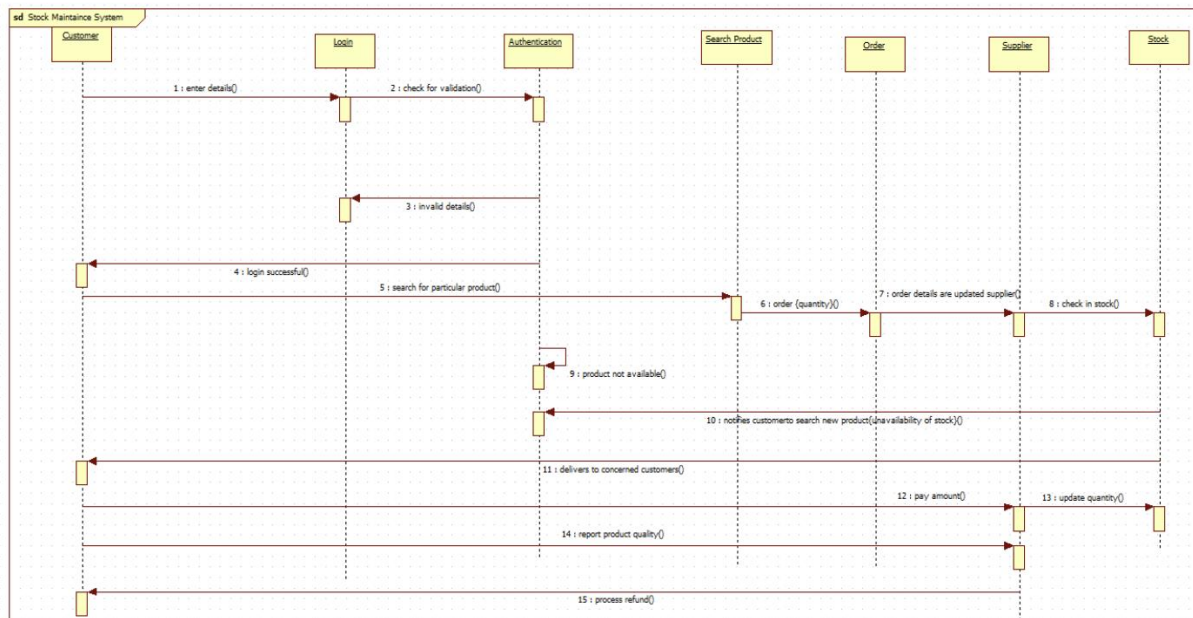 sd Stock Maintaince System
Customer
Login
Authentication
Search Product
Order
Supplier
Stock
1 : enter details()
2 : check for validation()
3 : invalid details()
4 : login successful()
5 : search for particular product()
6 : order {quantity}()
7 : order details are updated supplier()
8 : check in stock()
9 : product not available()
10 : notifies customerto search new product{unavailability of stock}()
11 : delivers to concerned customers()
12 : pay amount()
13 : update quantity()
14 : report product quality()
15 : process refund()